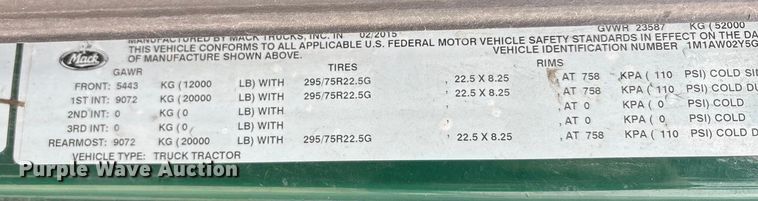 MANUFACTURED BY MACK TRUCKS, INC. IN 02/2015 GVWR 23587 KG (52000
THIS VEHICLE CONFORMS TO ALL APPLICABLE U.S. FEDERAL MOTOR VEHICLE SAFETY STANDARDS IN EFFECT ON THE DA
OF MANUFACTURE SHOWN ABOVE. VEHICLE IDENTIFICATION NUMBER 1M1AW02Y5G
Mack
GAWR TIRES RIMS
FRONT: 5443 KG (12000 LB) WITH 295/75R22.5G , 22.5 X 8.25 , AT 758 KPA ( 110 PSI) COLD SI
1ST INT: 9072 KG (20000 LB) WITH 295/75R22.5G , 22.5 X 8.25 , AT 758 KPA ( 110 PSI) COLD DU
2ND INT: 0 KG (0 LB) WITH , , AT 0 KPA ( 0 PSI) COLD
3RD INT: 0 KG (0 LB) WITH , , AT 0 KPA ( 0 PSI) COLD
REARMOST: 9072 KG (20000 LB) WITH 295/75R22.5G , 22.5 X 8.25 , AT 758 KPA ( 110 PSI) COLD D
VEHICLE TYPE: TRUCK TRACTOR
Purple Wave Auction